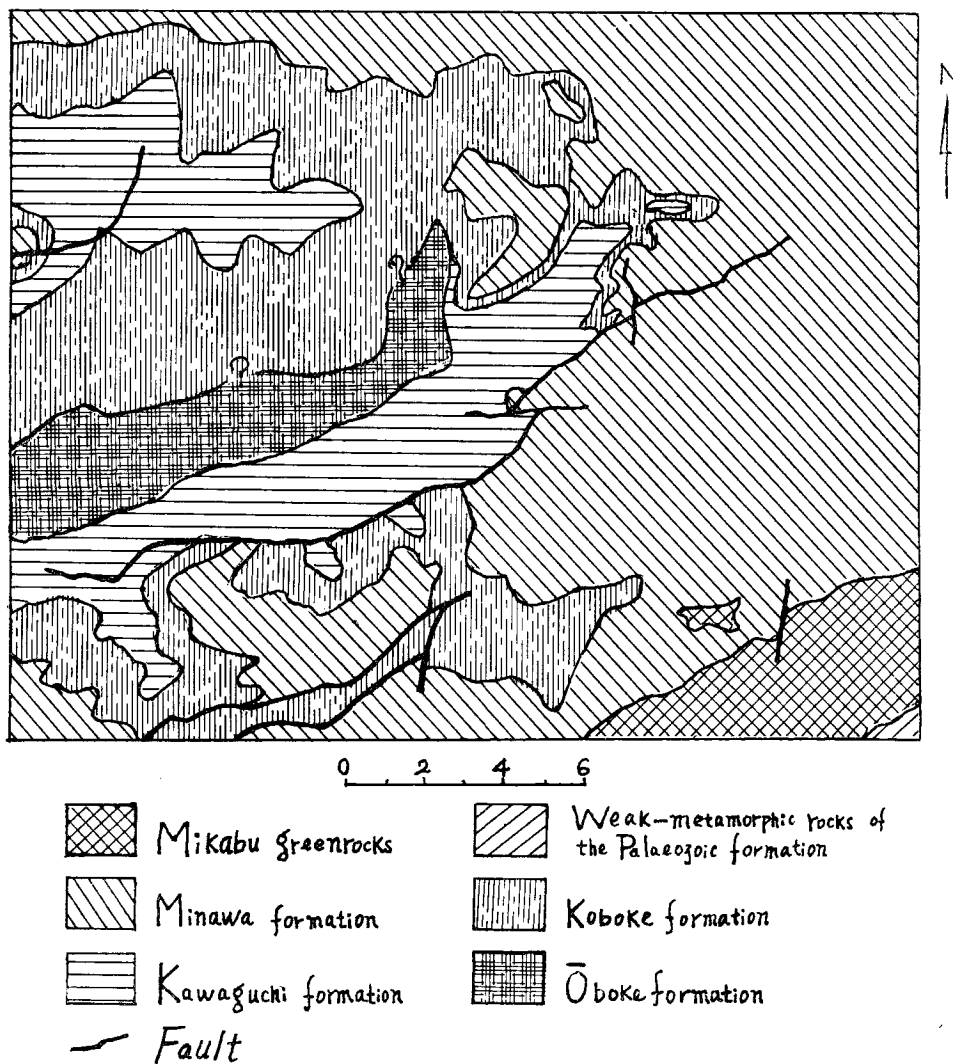 N
0 2 4 6
Mikabu greenrocks
Weak-metamorphic rocks of
the Palaeozoic formation
Minawa formation
Koboke formation
Kawaguchi formation
Ōboke formation
Fault